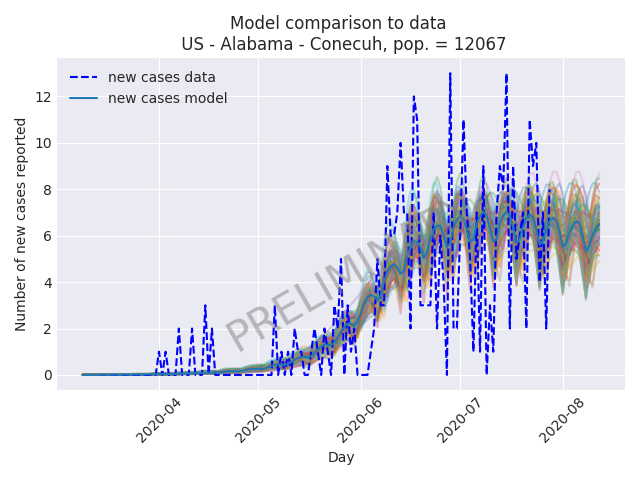 Model comparison to data
US - Alabama - Conecuh, pop. = 12067
new cases data
new cases model
Number of new cases reported
12
10
8
6
4
2
0
2020-04
2020-05
2020-06
2020-07
2020-08
Day